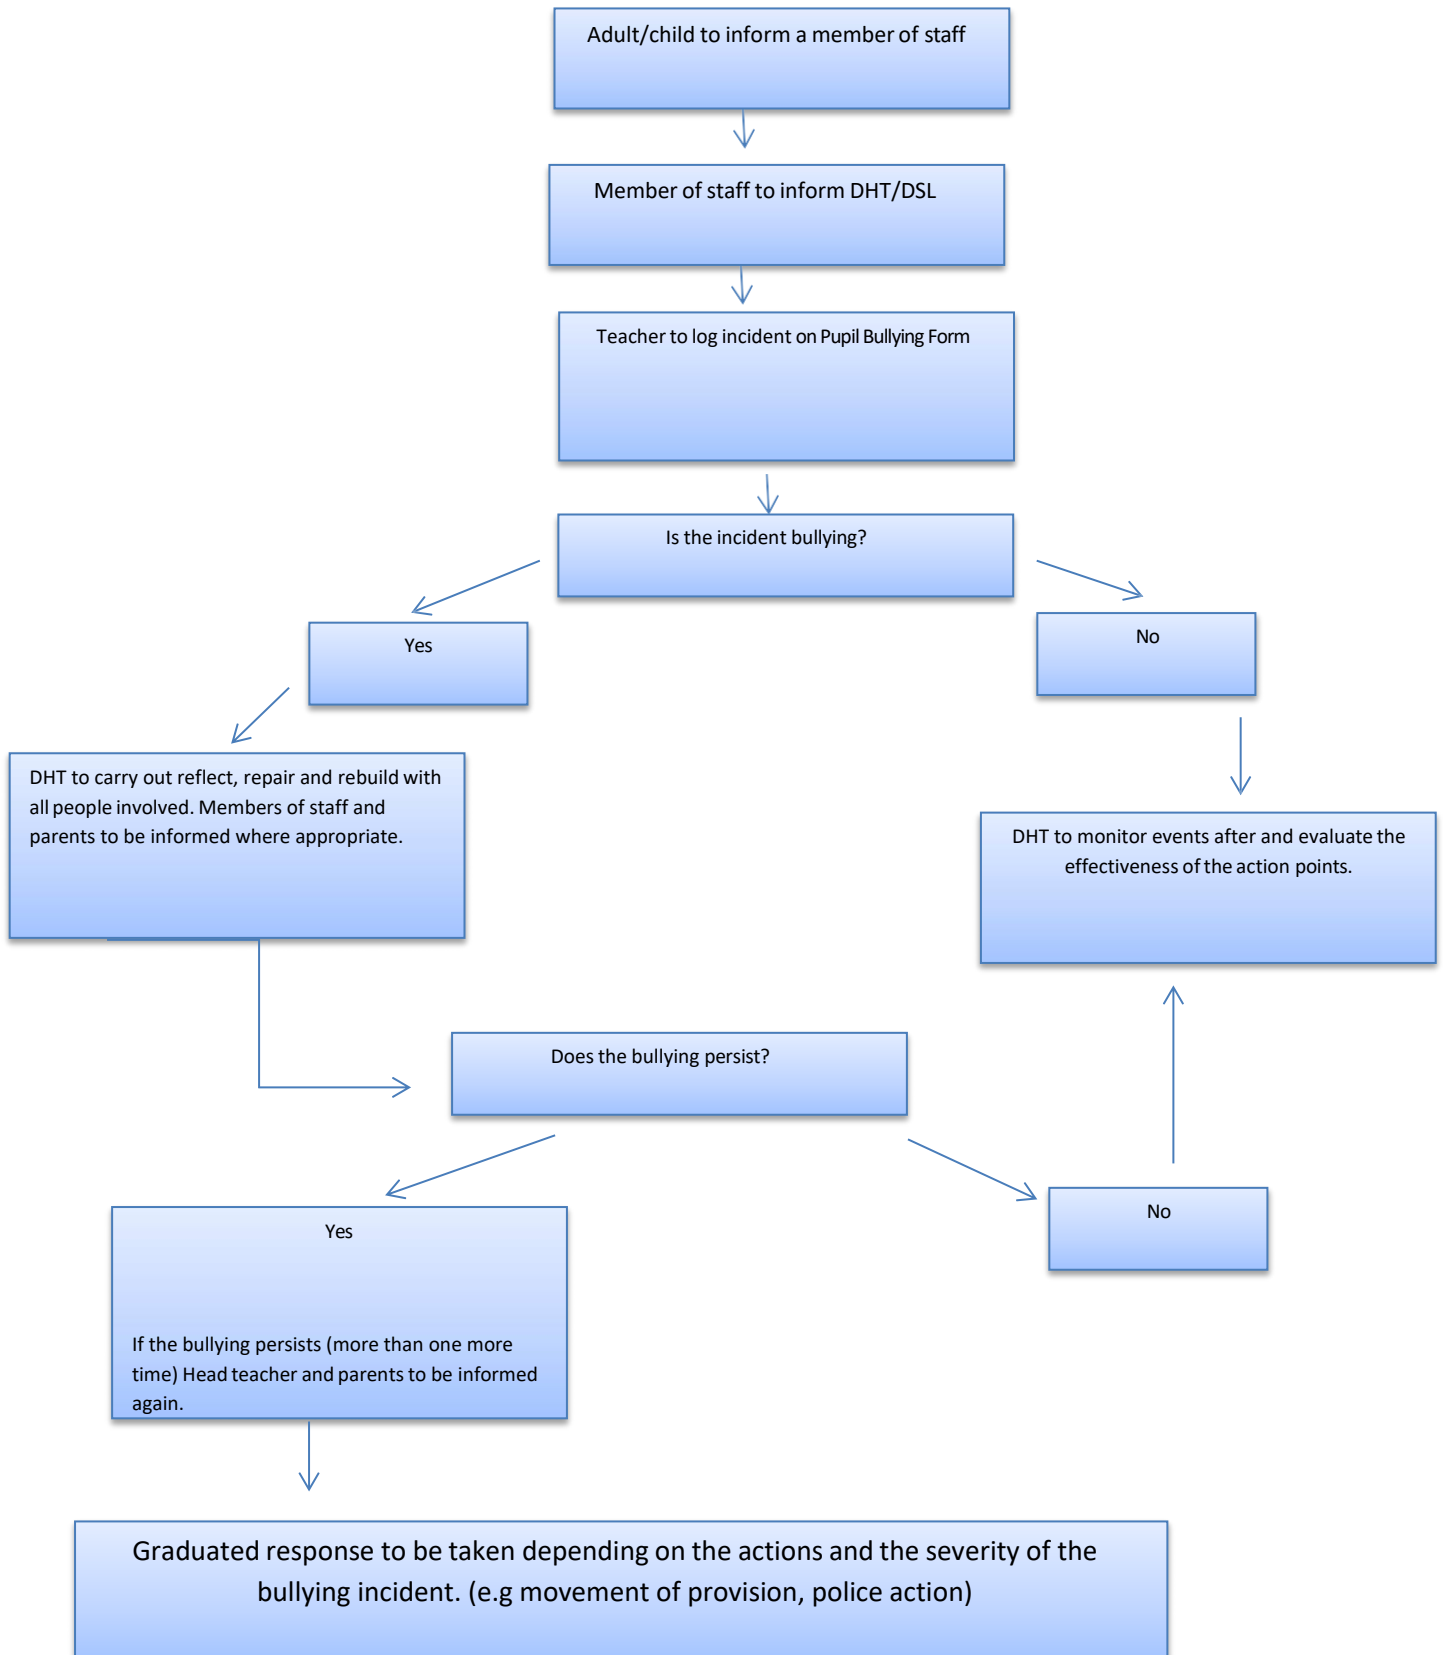 Adult/child to inform a member of staff
Member of staff to inform DHT/DSL
Teacher to log incident on Pupil Bullying Form
Is the incident bullying?
Yes
No
DHT to carry out reflect, repair and rebuild with
all people involved. Members of staff and
parents to be informed where appropriate.
DHT to monitor events after and evaluate the
effectiveness of the action points.
Does the bullying persist?
Yes
If the bullying persists (more than one more
time) Head teacher and parents to be informed
again.
No
Graduated response to be taken depending on the actions and the severity of the
bullying incident. (e.g movement of provision, police action)